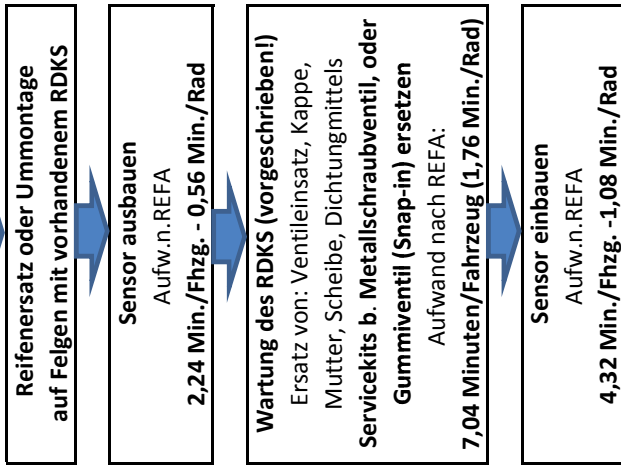 Reifenersatz oder Ummontage
auf Felgen mit vorhandenem RDKS
Sensor ausbauen
Aufw.n.REFA
2,24 Min./Fhzg. - 0,56 Min./Rad
Wartung des RDKS (vorgeschrieben!)
Ersatz von: Ventileinsatz, Kappe,
Mutter, Scheibe, Dichtungmittels
Servicekits b. Metallschraubventil, oder
Gummiventil (Snap-in) ersetzen
Aufwand nach REFA:
7,04 Minuten/Fahrzeug (1,76 Min./Rad)
Sensor einbauen
Aufw.n.REFA
4,32 Min./Fhzg. -1,08 Min./Rad